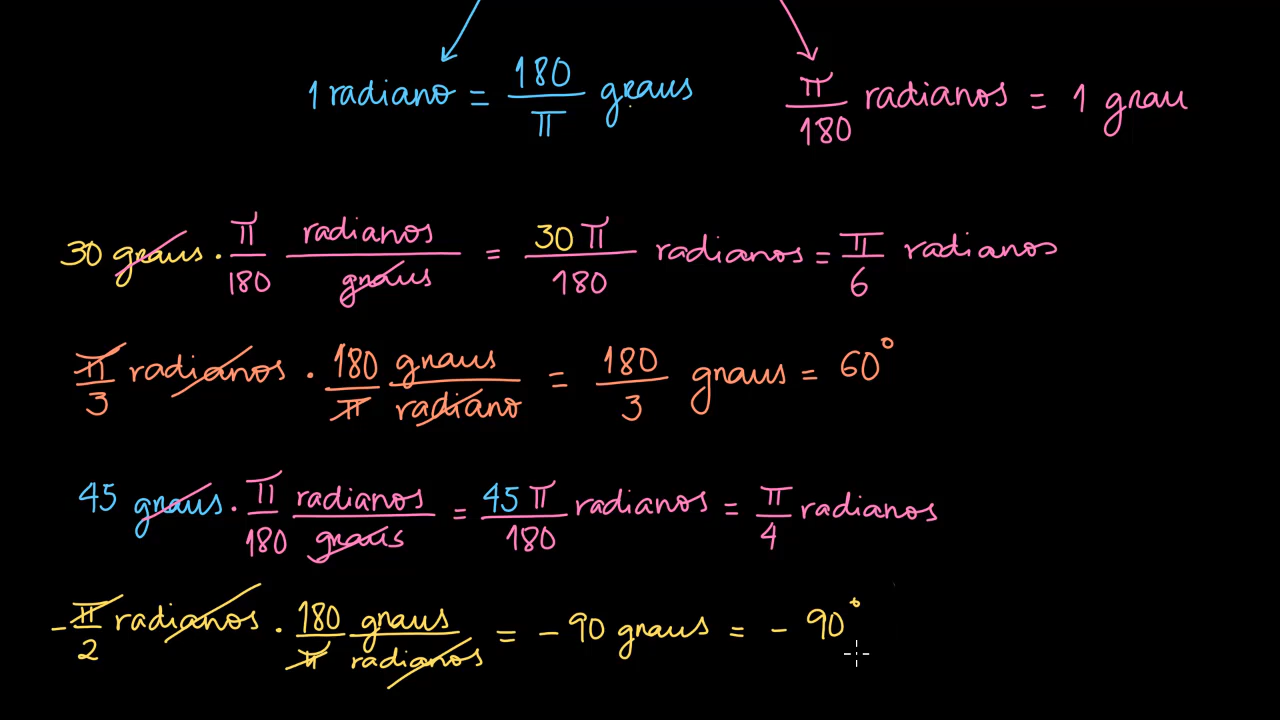 1 radiano = 180/π graus    π/180 radianos = 1 grau
30 graus · π/180 radianos/graus = 30π/180 radianos = π/6 radianos
π/3 radianos · 180/π graus/radiano = 180/3 graus = 60°
45 graus · π/180 radianos/graus = 45π/180 radianos = π/4 radianos
-π/2 radianos · 180/π graus/radianos = -90 graus = -90°